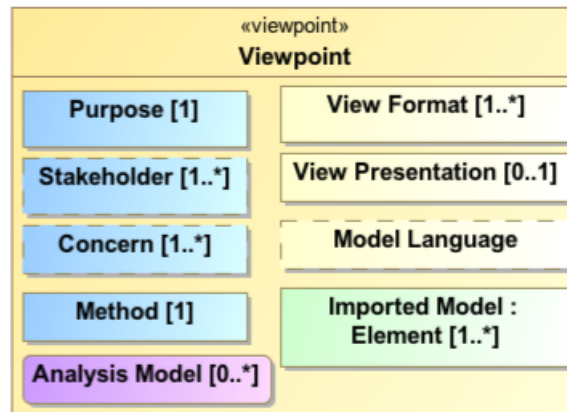 «viewpoint»
Viewpoint
Purpose [1]
View Format [1..*]
Stakeholder [1..*]
View Presentation [0..1]
Concern [1..*]
Model Language
Method [1]
Imported Model :
Element [1..*]
Analysis Model [0..*]